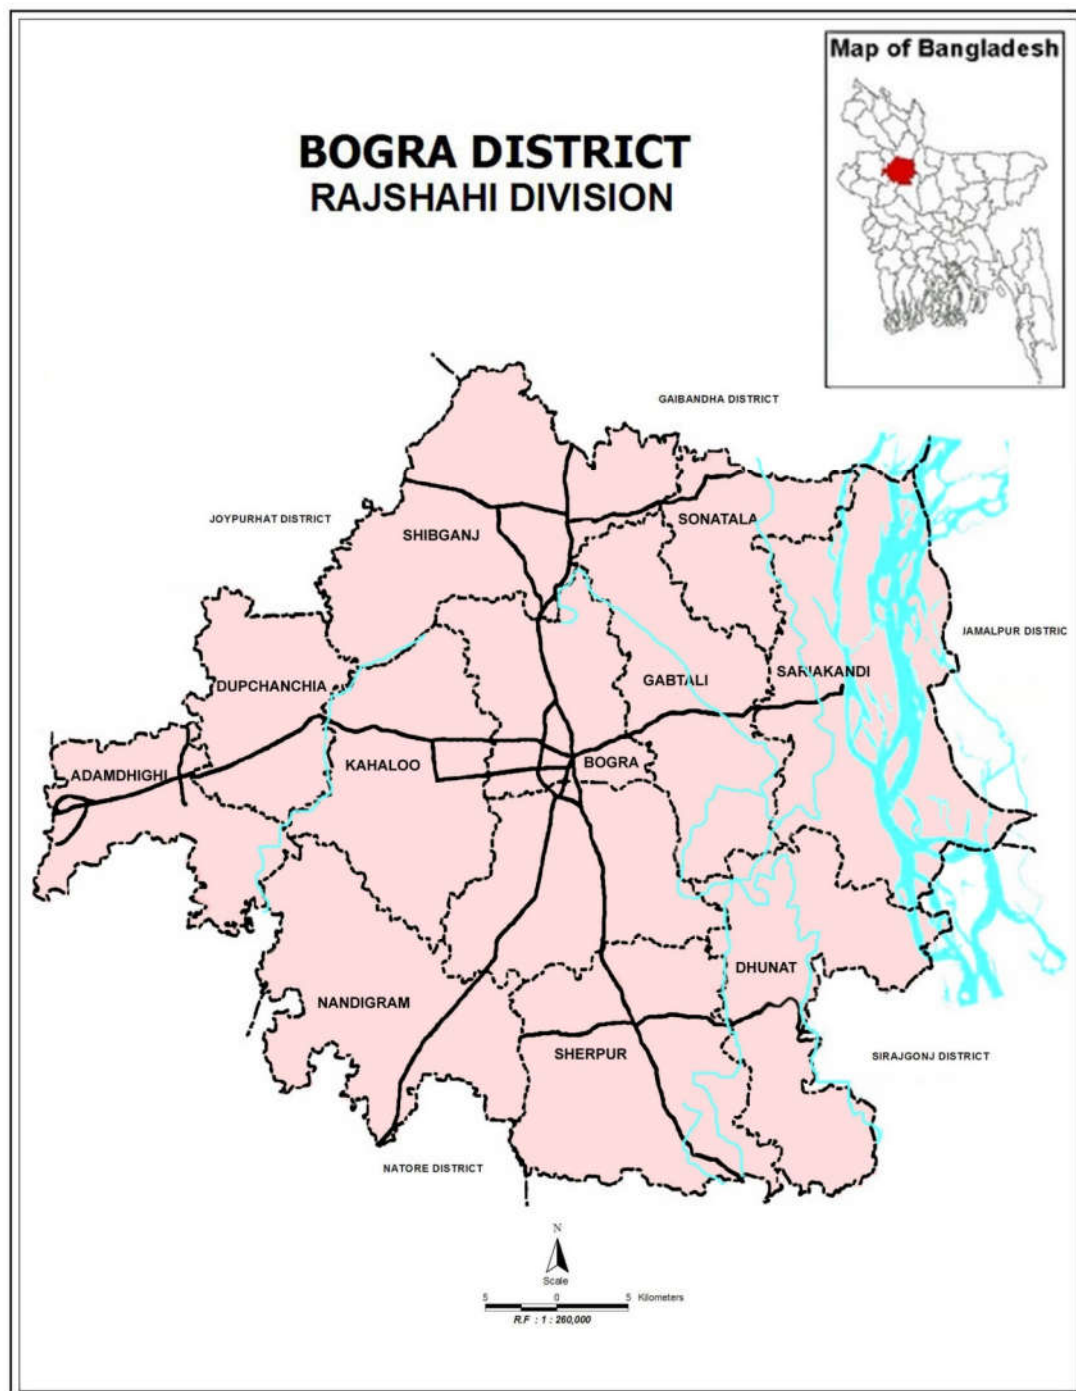 Map of Bangladesh
BOGRA DISTRICT
RAJSHAHI DIVISION
GAIBANDHA DISTRICT
JOYPURHAT DISTRICT
SHIBGANJ
SONATALA
JAMALPUR DISTRIC
DUPCHANCHIA
GABTALI
SARIAKANDI
ADAMDHIGHI
KAHALOO
BOGRA
NANDIGRAM
DHUNAT
SHERPUR
SIRAJGONJ DISTRICT
NATORE DISTRICT
N
Scale
5 0 5 Kilometers
R.F : 1 : 260,000